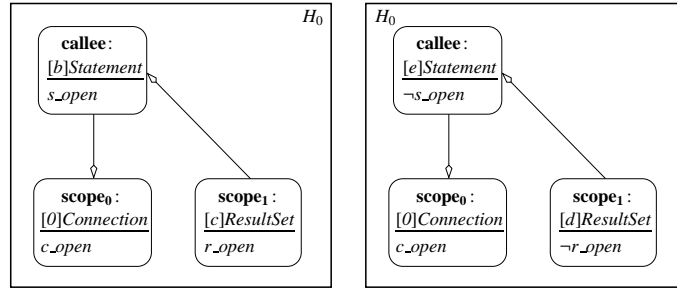 H₀
callee :
[b]Statement
s_open
scope₀ :
[0]Connection
c_open
scope₁ :
[c]ResultSet
r_open
H₀
callee :
[e]Statement
¬s_open
scope₀ :
[0]Connection
c_open
scope₁ :
[d]ResultSet
¬r_open